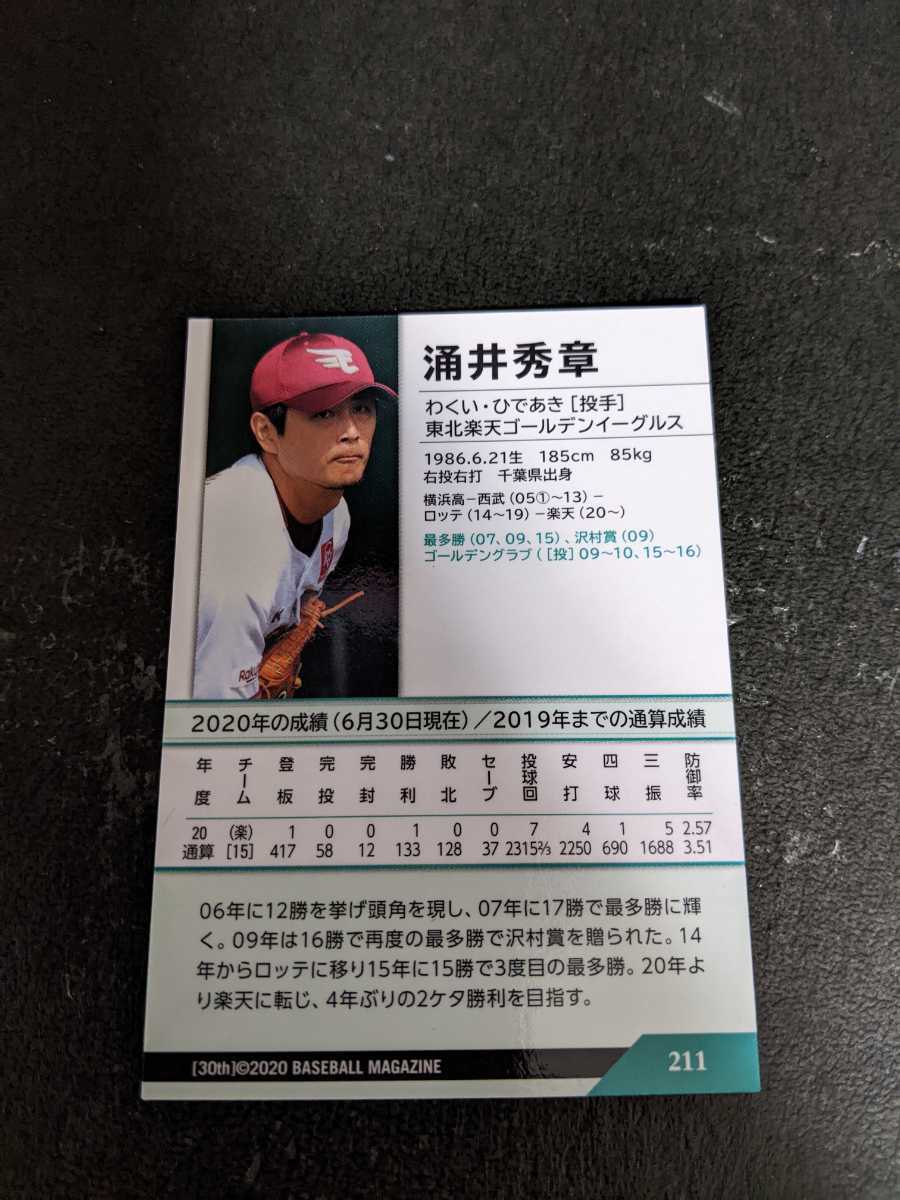 涌井秀章
わくい・ひであき［投手］
東北楽天ゴールデンイーグルス
1986.6.21生　185cm　85kg
右投右打　千葉県出身
横浜高－西武（05①～13）－
ロッテ（14～19）－楽天（20～）
最多勝（07、09、15）、沢村賞（09）
ゴールデングラブ（［投］09～10、15～16）
Raku
2020年の成績（6月30日現在）／2019年までの通算成績
年度 チーム 登板 完投 完封 勝利 敗北 セーブ 投球回 安打 四球 三振 防御率
20 （楽） 1 0 0 1 0 0 7 4 1 5 2.57
通算 ［15］ 417 58 12 133 128 37 2315⅔ 2250 690 1688 3.51
06年に12勝を挙げ頭角を現し、07年に17勝で最多勝に輝
く。09年は16勝で再度の最多勝で沢村賞を贈られた。14
年からロッテに移り15年に15勝で3度目の最多勝。20年よ
り楽天に転じ、4年ぶりの2ケタ勝利を目指す。
[30th]©2020 BASEBALL MAGAZINE
211